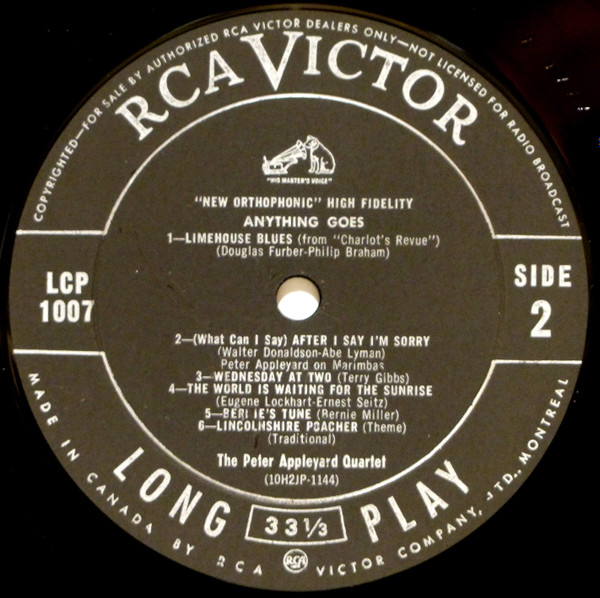 COPYRIGHTED—FOR SALE BY AUTHORIZED RCA VICTOR DEALERS ONLY—NOT LICENSED FOR RADIO BROADCAST
RCA VICTOR
"HIS MASTER'S VOICE"
"NEW ORTHOPHONIC" HIGH FIDELITY
ANYTHING GOES
1—LIMEHOUSE BLUES (from "Charlot's Revue")
(Douglas Furber-Philip Braham)
LCP
1007
SIDE
2
2—(What Can I Say) AFTER I SAY I'M SORRY
(Walter Donaldson-Abe Lyman)
Peter Appleyard on Marimbas
3—WEDNESDAY AT TWO (Terry Gibbs)
4—THE WORLD IS WAITING FOR THE SUNRISE
(Eugene Lockhart-Ernest Seitz)
5—BERNIE'S TUNE (Bernie Miller)
6—LINCOLNSHIRE POACHER (Theme)
(Traditional)
The Peter Appleyard Quartet
(10H2JP-1144)
LONG 33⅓ PLAY
RCA
MADE IN CANADA BY RCA VICTOR COMPANY, LTD., MONTREAL